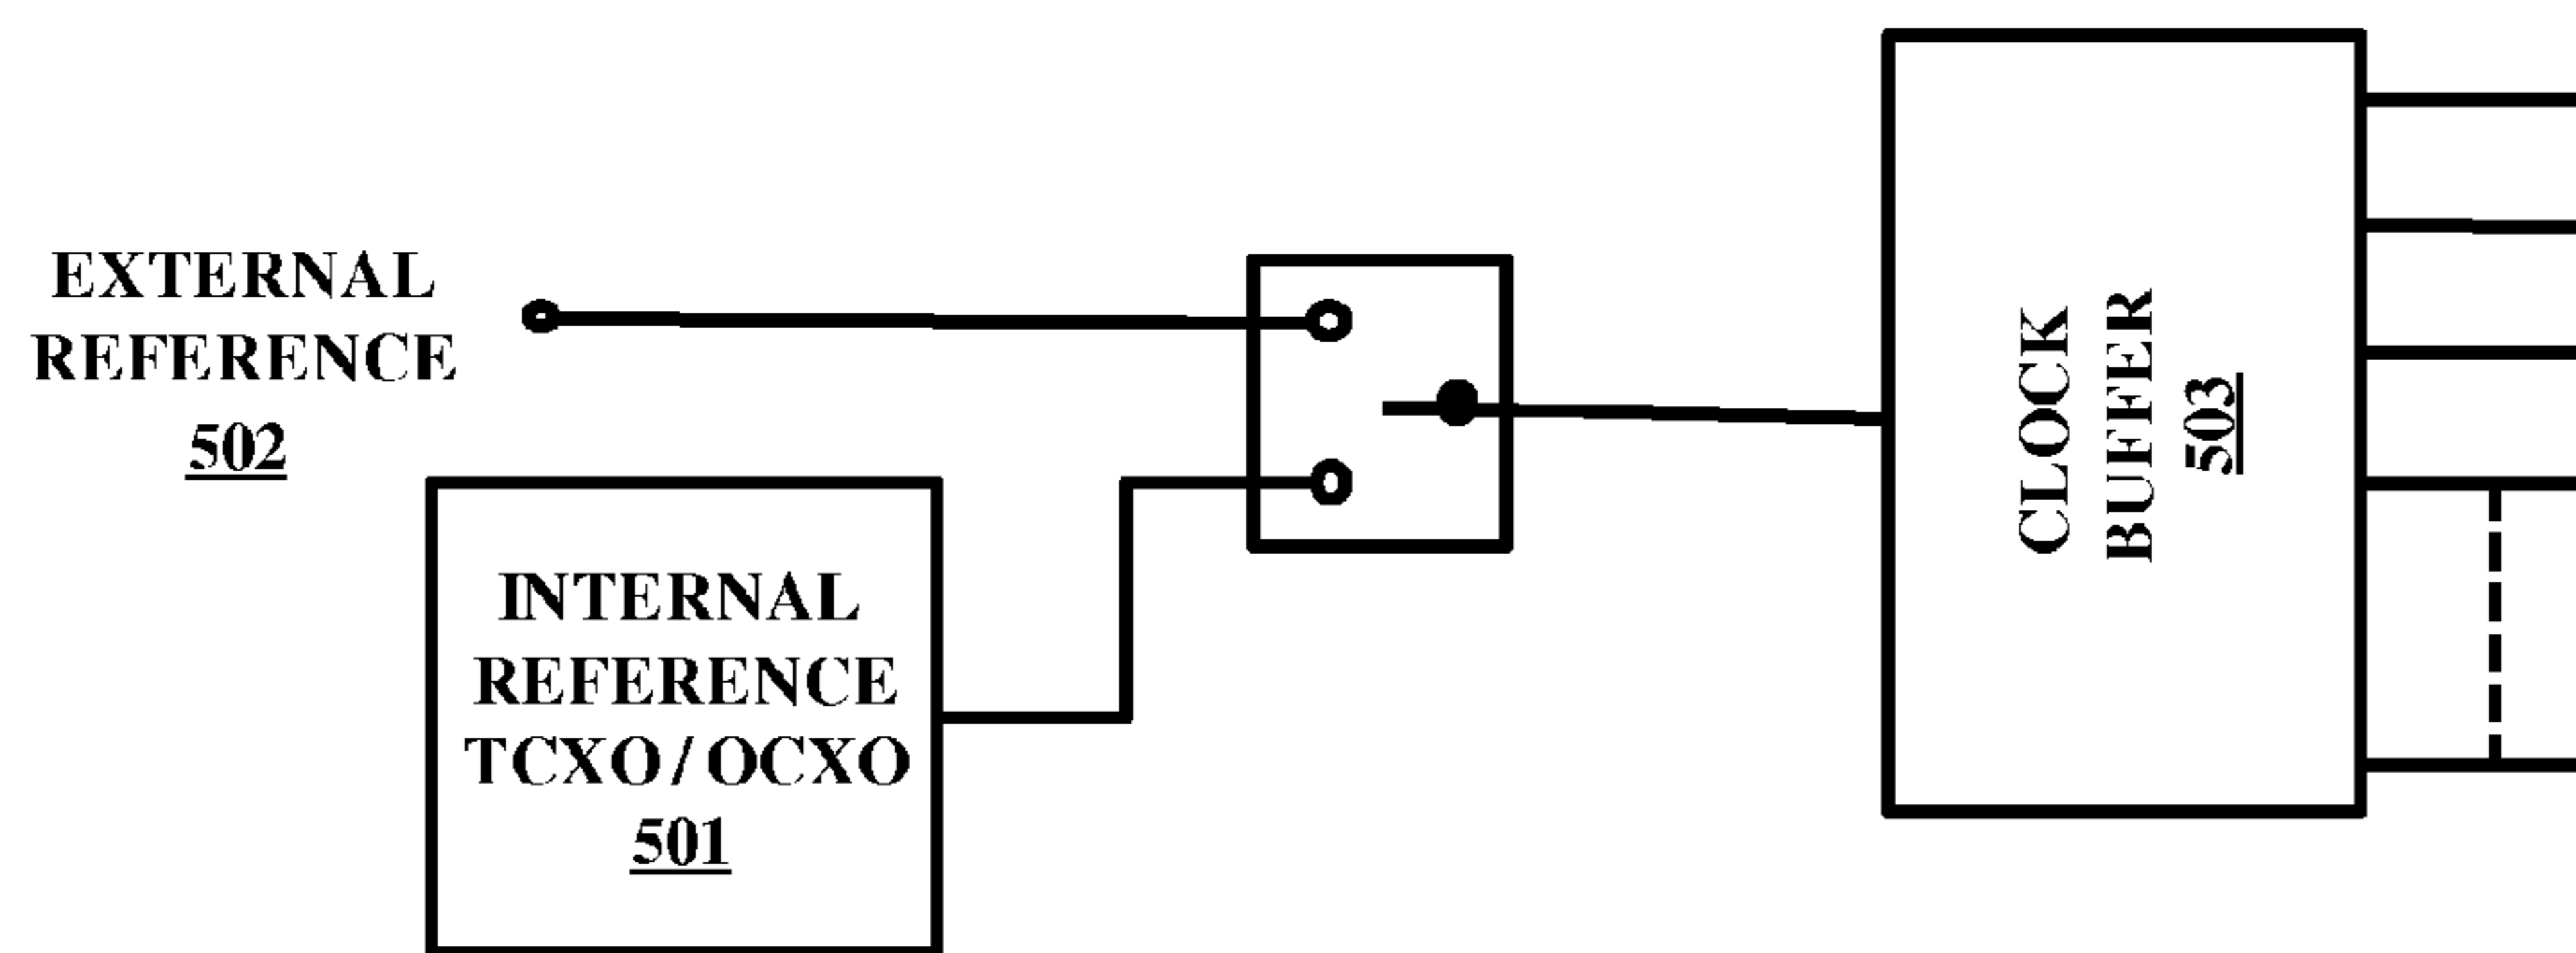 EXTERNAL
REFERENCE
502
INTERNAL
REFERENCE
TCXO / OCXO
501
CLOCK
BUFFER
503